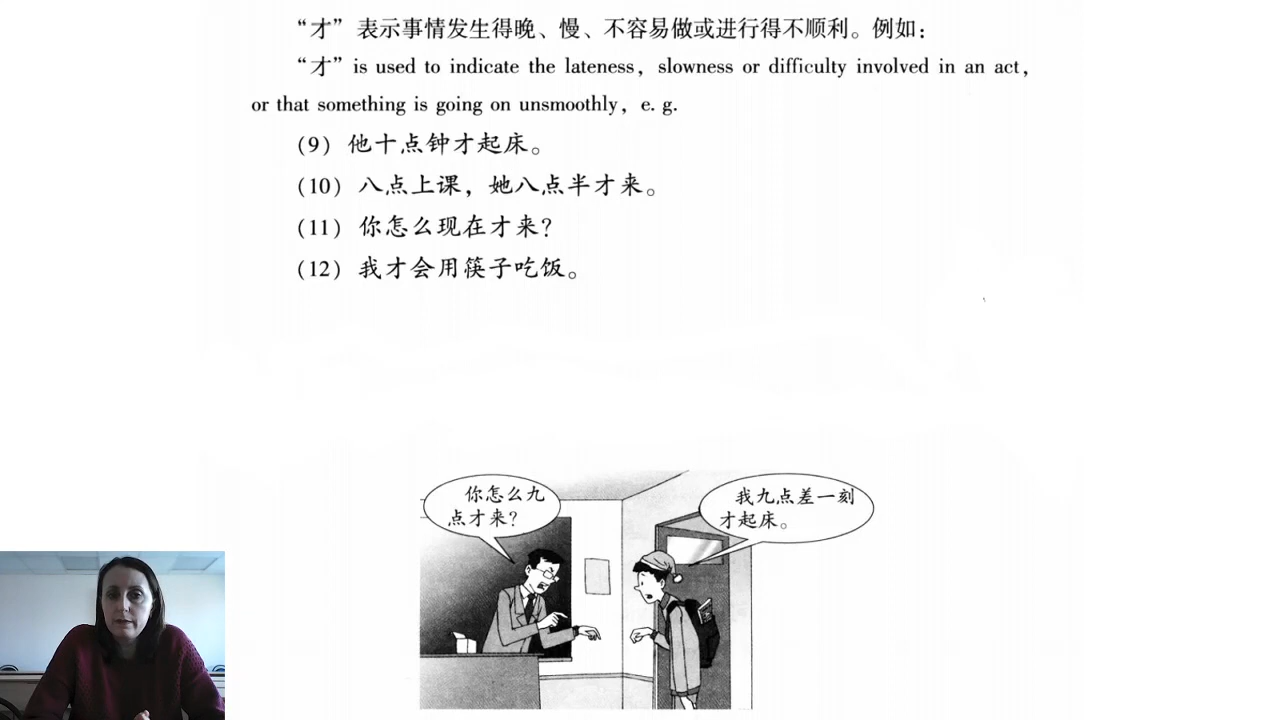 “才”表示事情发生得晚、慢、不容易做或进行得不顺利。例如：
“才” is used to indicate the lateness, slowness or difficulty involved in an act,
or that something is going on unsmoothly, e. g.
(9) 他十点钟才起床。
(10) 八点上课，她八点半才来。
(11) 你怎么现在才来？
(12) 我才会用筷子吃饭。
你怎么九
点才来？
我九点差一刻
才起床。